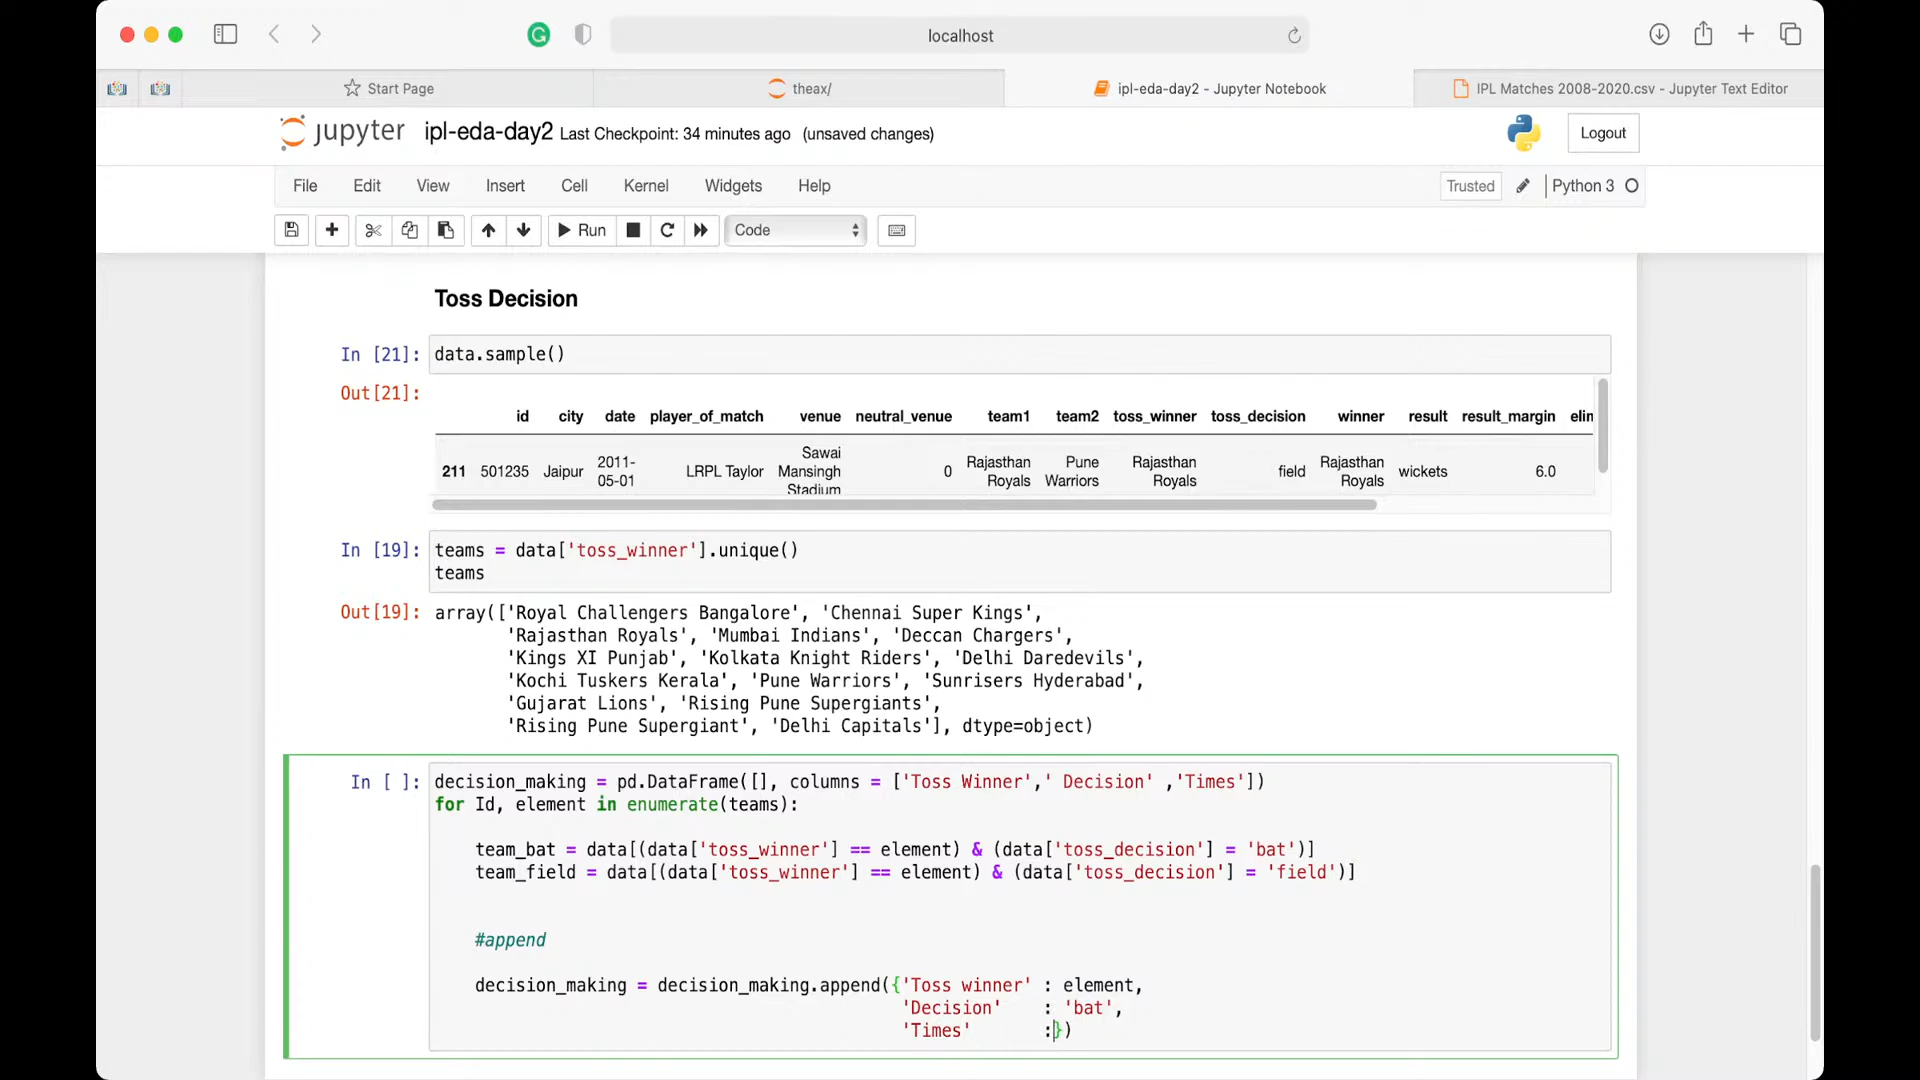 localhost
Start Page
theax/
ipl-eda-day2 - Jupyter Notebook
IPL Matches 2008-2020.csv - Jupyter Text Editor
jupyter ipl-eda-day2 Last Checkpoint: 34 minutes ago (unsaved changes)
Logout
File Edit View Insert Cell Kernel Widgets Help
Trusted
Python 3
Run
Code
Toss Decision
In [21]: data.sample()
Out[21]:
id city date player_of_match venue neutral_venue team1 team2 toss_winner toss_decision winner result result_margin elin
211 501235 Jaipur 2011-05-01 LRPL Taylor Sawai Mansingh Stadium 0 Rajasthan Royals Pune Warriors Rajasthan Royals field Rajasthan Royals wickets 6.0
In [19]: teams = data['toss_winner'].unique()
teams
Out[19]: array(['Royal Challengers Bangalore', 'Chennai Super Kings',
'Rajasthan Royals', 'Mumbai Indians', 'Deccan Chargers',
'Kings XI Punjab', 'Kolkata Knight Riders', 'Delhi Daredevils',
'Kochi Tuskers Kerala', 'Pune Warriors', 'Sunrisers Hyderabad',
'Gujarat Lions', 'Rising Pune Supergiants',
'Rising Pune Supergiant', 'Delhi Capitals'], dtype=object)
In [ ]: decision_making = pd.DataFrame([], columns = ['Toss Winner',' Decision' ,'Times'])
for Id, element in enumerate(teams):
team_bat = data[(data['toss_winner'] == element) & (data['toss_decision'] = 'bat')]
team_field = data[(data['toss_winner'] == element) & (data['toss_decision'] = 'field')]
#append
decision_making = decision_making.append({'Toss winner' : element,
'Decision' : 'bat',
'Times' :})